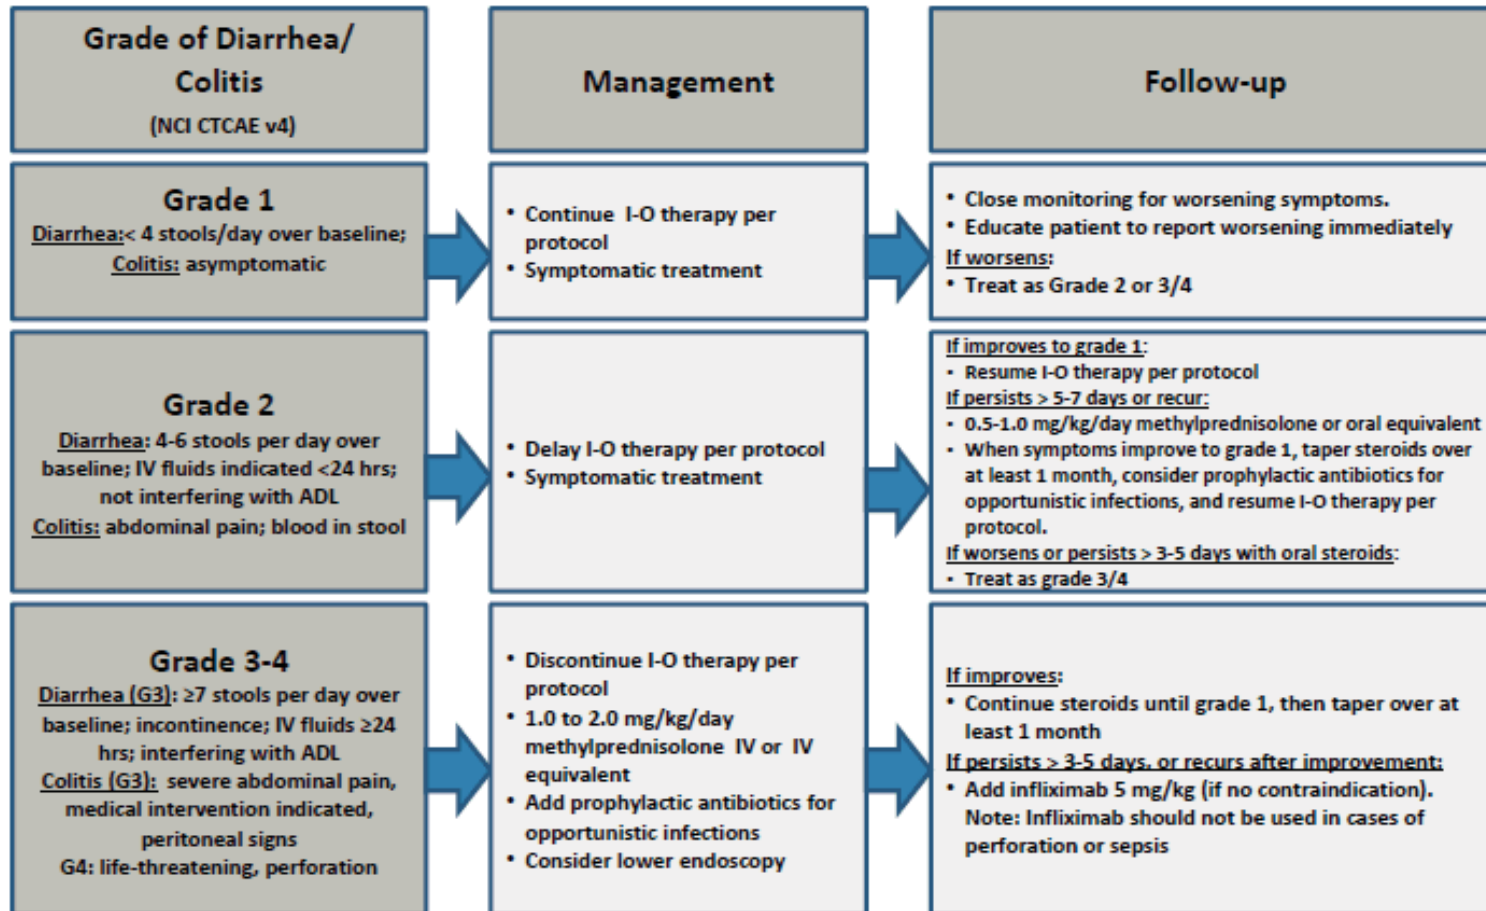 Grade of Diarrhea/
Colitis
(NCI CTCAE v4)
Management
Follow-up
Grade 1
Diarrhea:< 4 stools/day over baseline;
Colitis: asymptomatic
• Continue I-O therapy per
protocol
• Symptomatic treatment
• Close monitoring for worsening symptoms.
• Educate patient to report worsening immediately
If worsens:
• Treat as Grade 2 or 3/4
Grade 2
Diarrhea: 4-6 stools per day over
baseline; IV fluids indicated <24 hrs;
not interfering with ADL
Colitis: abdominal pain; blood in stool
• Delay I-O therapy per protocol
• Symptomatic treatment
If improves to grade 1:
• Resume I-O therapy per protocol
If persists > 5-7 days or recur:
• 0.5-1.0 mg/kg/day methylprednisolone or oral equivalent
• When symptoms improve to grade 1, taper steroids over
at least 1 month, consider prophylactic antibiotics for
opportunistic infections, and resume I-O therapy per
protocol.
If worsens or persists > 3-5 days with oral steroids:
• Treat as grade 3/4
Grade 3-4
Diarrhea (G3): ≥7 stools per day over
baseline; incontinence; IV fluids ≥24
hrs; interfering with ADL
Colitis (G3): severe abdominal pain,
medical intervention indicated,
peritoneal signs
G4: life-threatening, perforation
• Discontinue I-O therapy per
protocol
• 1.0 to 2.0 mg/kg/day
methylprednisolone IV or IV
equivalent
• Add prophylactic antibiotics for
opportunistic infections
• Consider lower endoscopy
If improves:
• Continue steroids until grade 1, then taper over at
least 1 month
If persists > 3-5 days, or recurs after improvement:
• Add infliximab 5 mg/kg (if no contraindication).
Note: Infliximab should not be used in cases of
perforation or sepsis